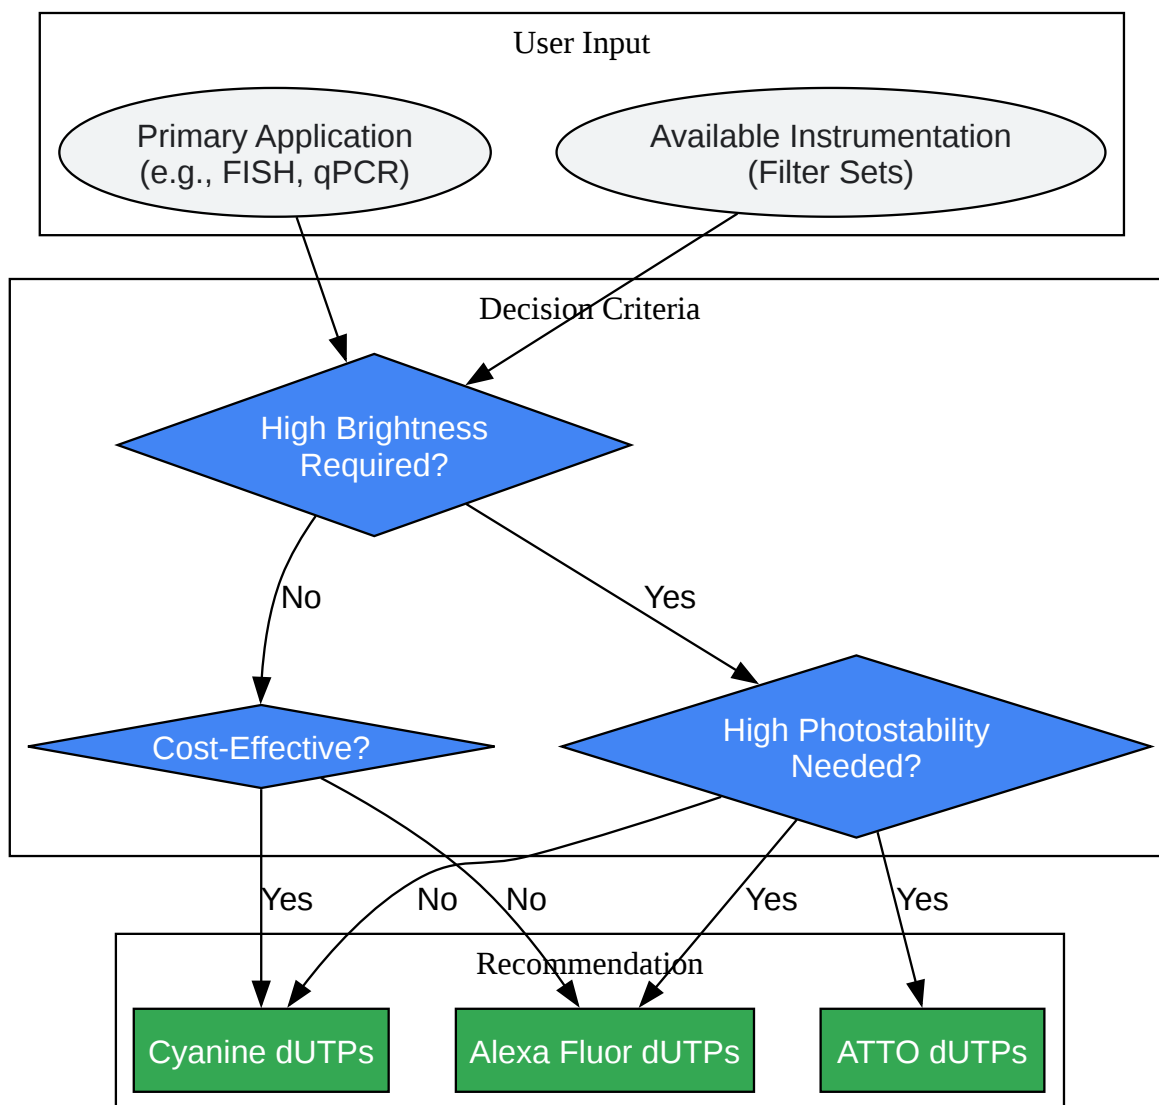 User Input
Primary Application
(e.g., FISH, qPCR)
Available Instrumentation
(Filter Sets)
Decision Criteria
High Brightness
Required?
No
Yes
Cost-Effective?
High Photostability
Needed?
Yes
No
No
Yes
Yes
Recommendation
Cyanine dUTPs
Alexa Fluor dUTPs
ATTO dUTPs